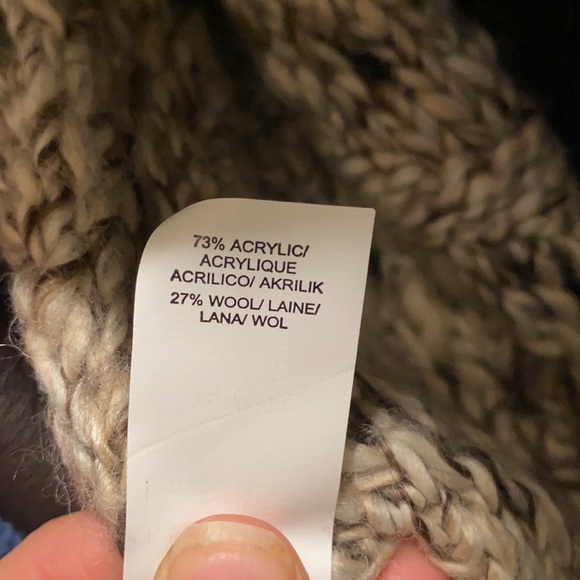 73% ACRYLIC/
ACRYLIQUE
ACRILICO/ AKRILIK
27% WOOL/ LAINE/
LANA/ WOL